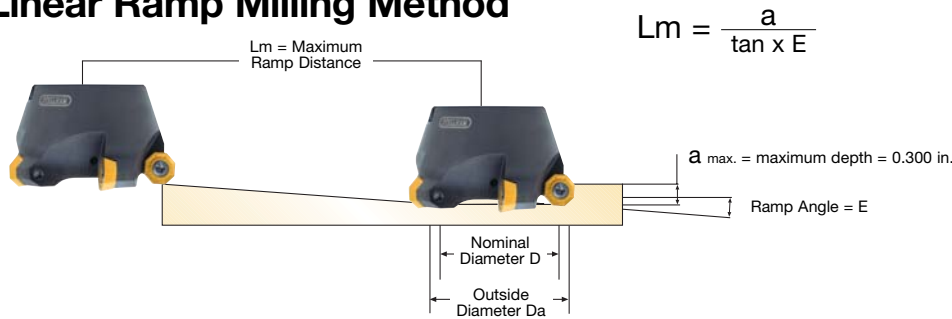 Linear Ramp Milling Method
Lm = a
tan x E
Lm = Maximum
Ramp Distance
a max. = maximum depth = 0.300 in.
Ramp Angle = E
Nominal
Diameter D
Outside
Diameter Da